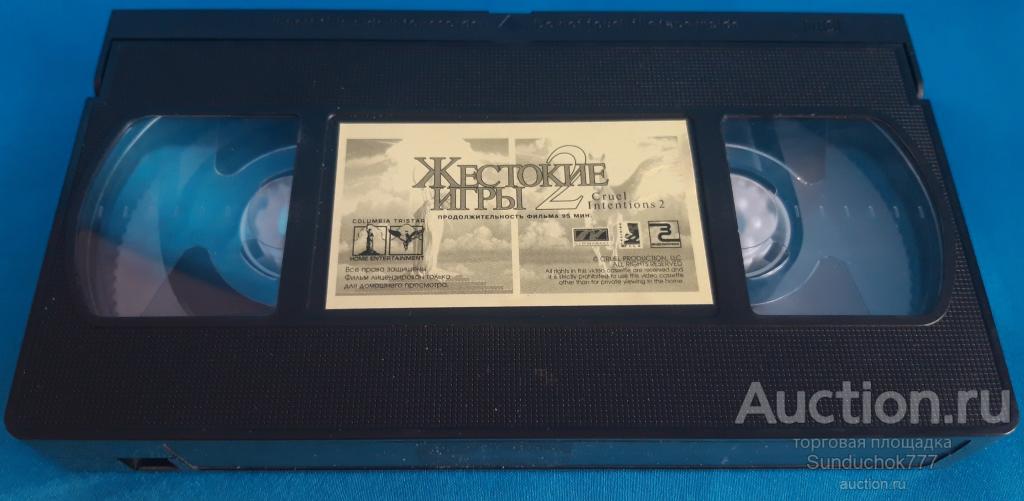 ЖЕСТОКИЕ
ИГРЫ 2
Cruel
Intentions 2
ПРОДОЛЖИТЕЛЬНОСТЬ ФИЛЬМА 95 МИН.
COLUMBIA TRISTAR
HOME ENTERTAINMENT
Все права защищены.
Фильм лицензирован только
для домашнего просмотра.
© CRUEL PRODUCTION, LLC
ALL RIGHTS RESERVED
All rights in this video cassette are reserved and
it is strictly prohibited to use this video cassette
other than for private viewing in the home.
Auction.ru
торговая площадка
Sunduchok777
auction.ru